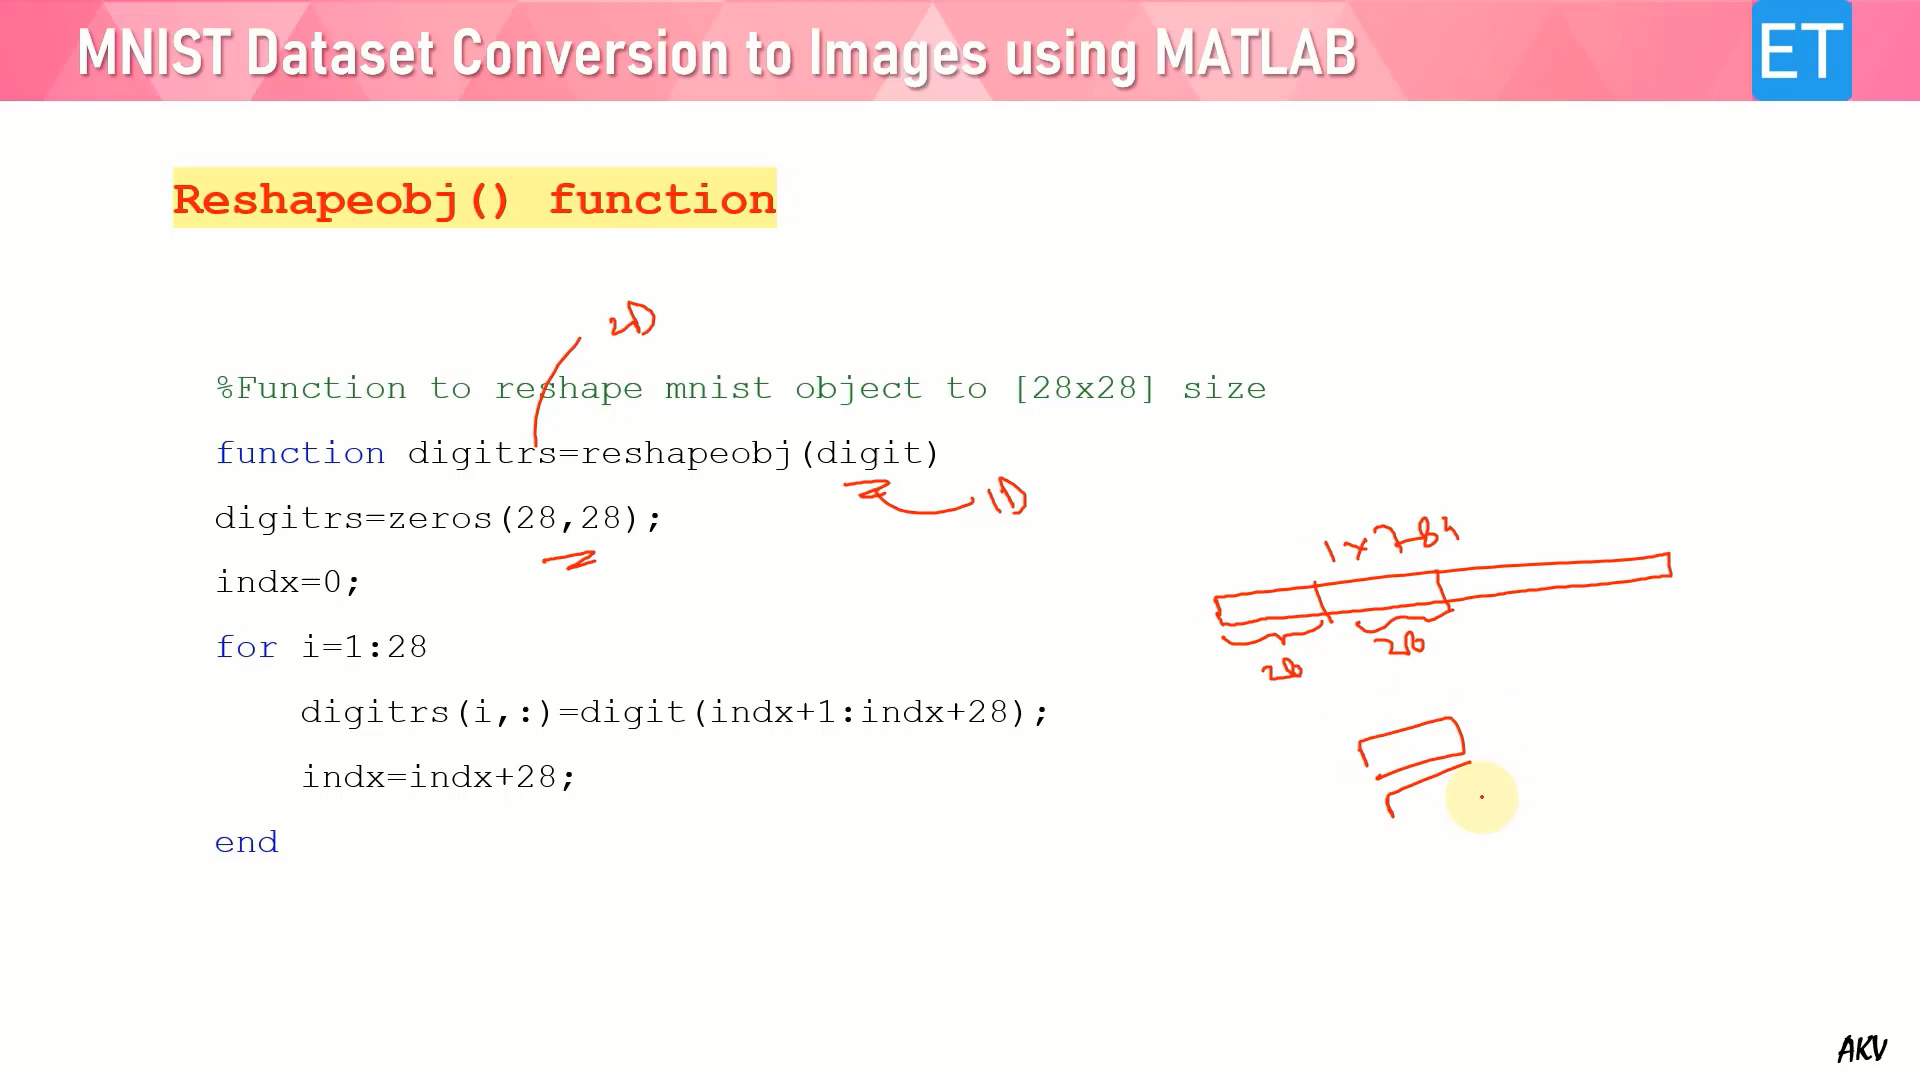 MNIST Dataset Conversion to Images using MATLAB
ET
Reshapeobj() function
2D
%Function to reshape mnist object to [28x28] size
function digitrs=reshapeobj(digit)
1D
digitrs=zeros(28,28);
1x784
indx=0;
for i=1:28
28
28
digitrs(i,:)=digit(indx+1:indx+28);
indx=indx+28;
end
AKV